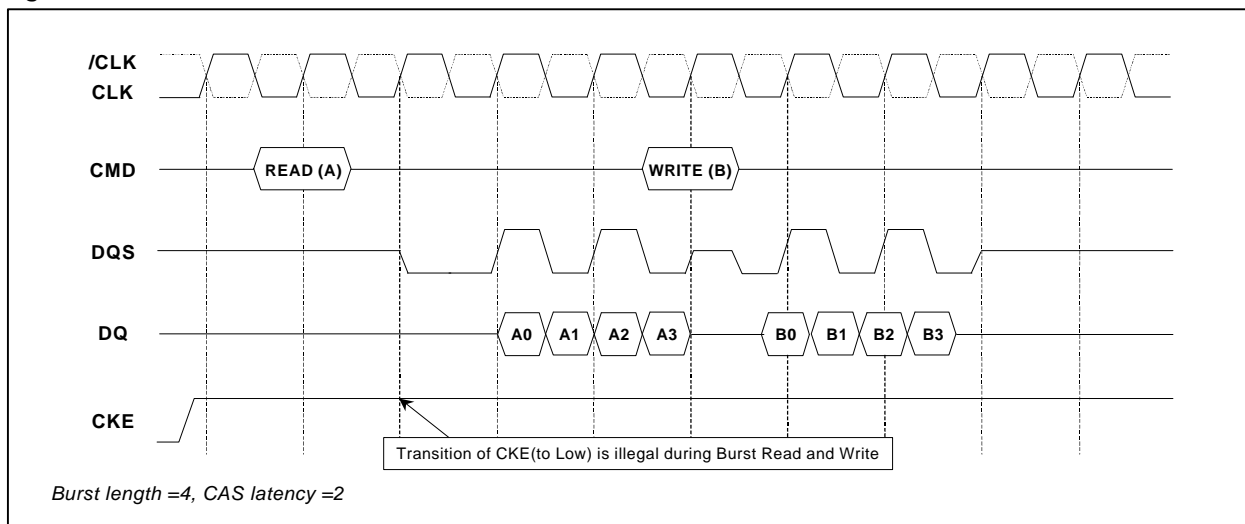 /CLK
CLK
CMD
READ (A)
WRITE (B)
DQS
DQ
A0
A1
A2
A3
B0
B1
B2
B3
CKE
Transition of CKE(to Low) is illegal during Burst Read and Write
Burst length =4, CAS latency =2